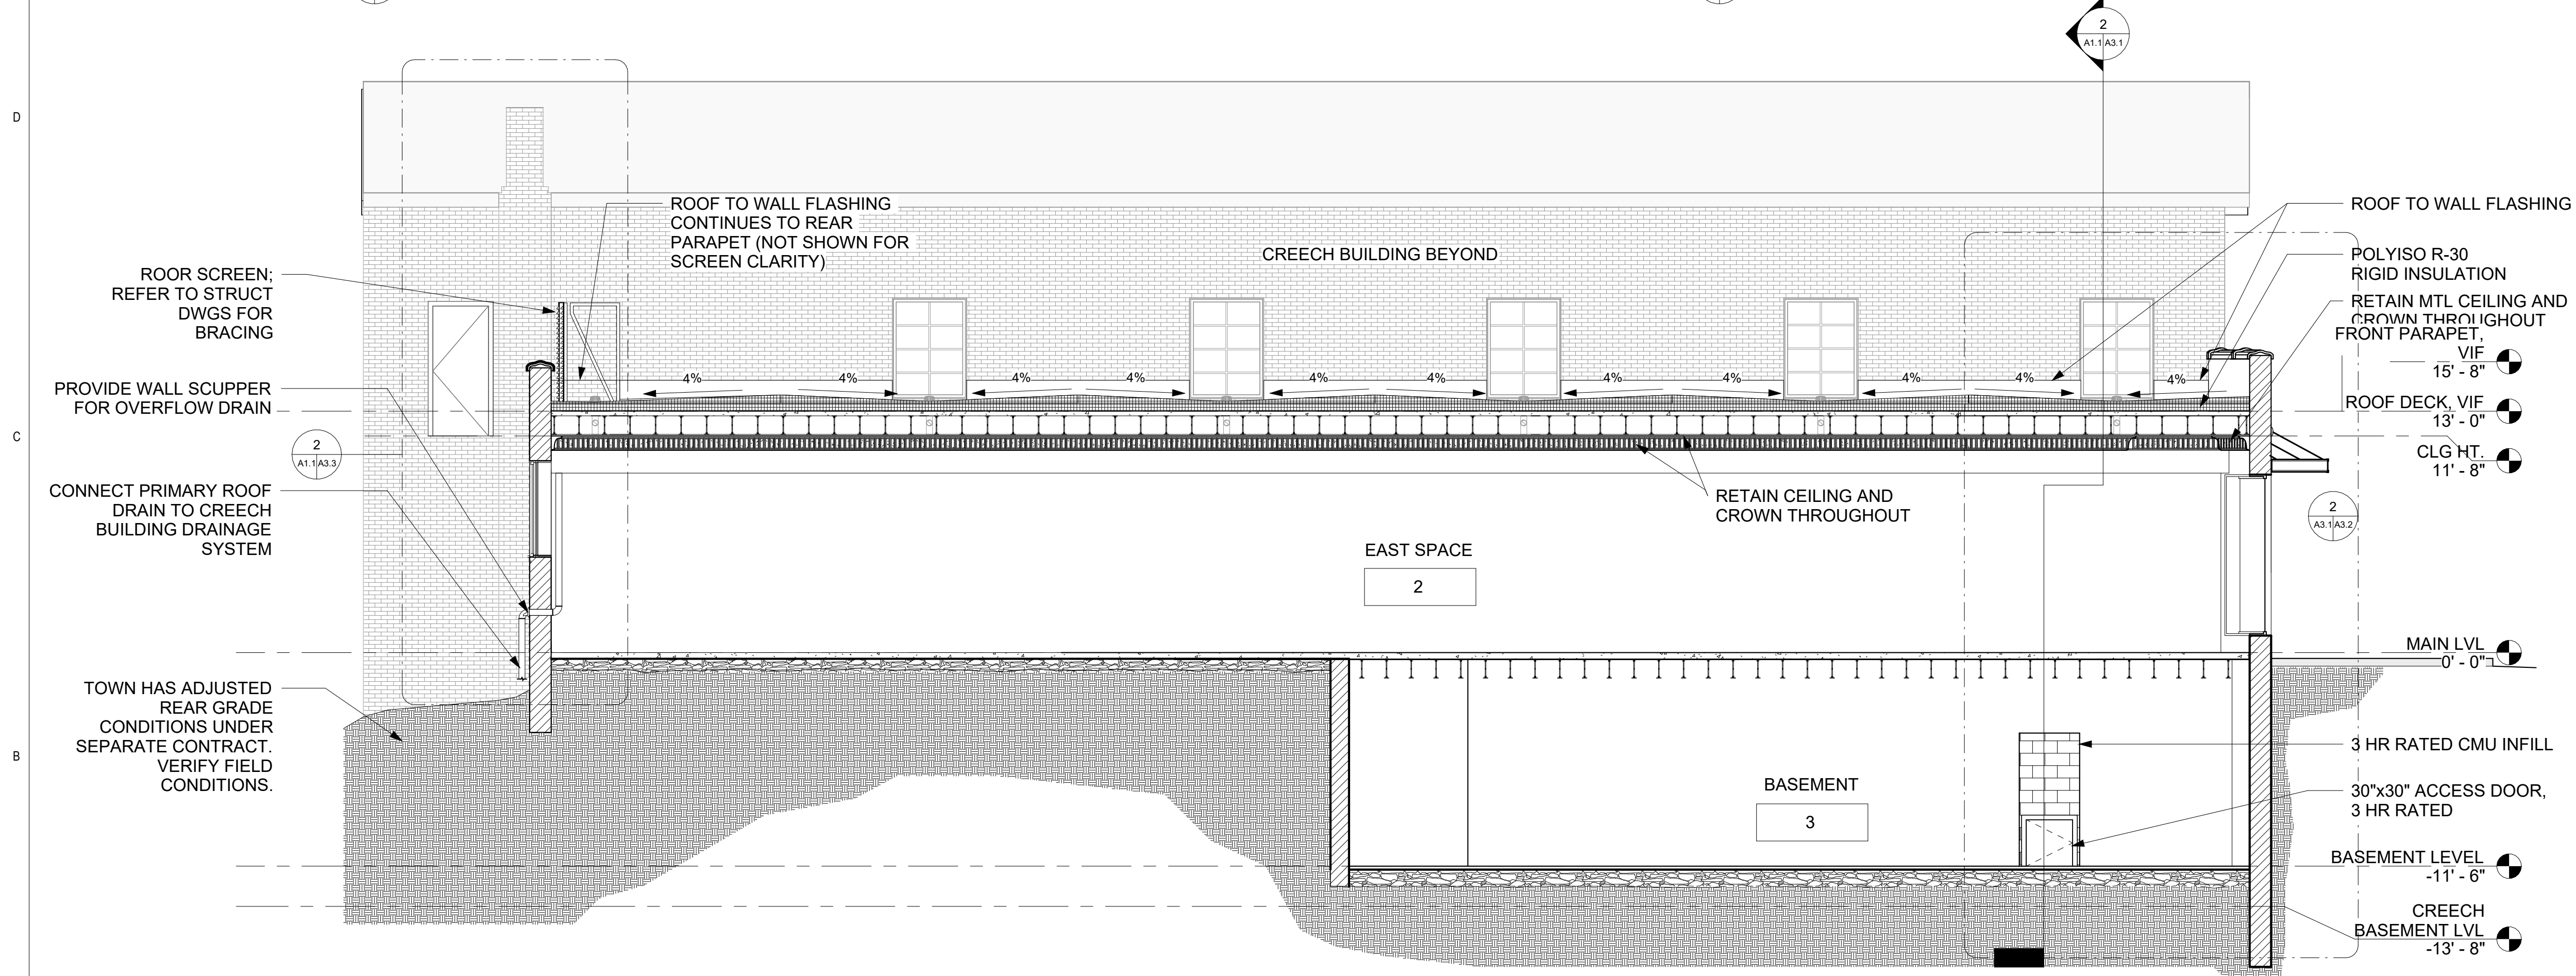 2
A1.1 A3.1
D
ROOF TO WALL FLASHING
CONTINUES TO REAR
PARAPET (NOT SHOWN FOR
SCREEN CLARITY)
CREECH BUILDING BEYOND
ROOF TO WALL FLASHING
POLYISO R-30
RIGID INSULATION
RETAIN MTL CEILING AND
CROWN THROUGHOUT
FRONT PARAPET,
VIF
15' - 8"
ROOR SCREEN;
REFER TO STRUCT
DWGS FOR
BRACING
PROVIDE WALL SCUPPER
FOR OVERFLOW DRAIN
4%
4%
4%
4%
4%
4%
4%
4%
4%
4%
4%
ROOF DECK, VIF
13' - 0"
C
2
A1.1 A3.3
CLG HT.
11' - 8"
CONNECT PRIMARY ROOF
DRAIN TO CREECH
BUILDING DRAINAGE
SYSTEM
RETAIN CEILING AND
CROWN THROUGHOUT
2
A3.1 A3.2
EAST SPACE
2
MAIN LVL
0' - 0"
TOWN HAS ADJUSTED
REAR GRADE
CONDITIONS UNDER
SEPARATE CONTRACT.
VERIFY FIELD
CONDITIONS.
B
3 HR RATED CMU INFILL
BASEMENT
3
30"x30" ACCESS DOOR,
3 HR RATED
BASEMENT LEVEL
-11' - 6"
CREECH
BASEMENT LVL
-13' - 8"